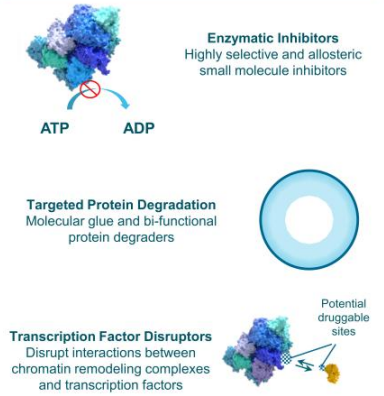 Enzymatic Inhibitors
Highly selective and allosteric
small molecule inhibitors
ATP
ADP
Targeted Protein Degradation
Molecular glue and bi-functional
protein degraders
Potential
druggable
sites
Transcription Factor Disruptors
Disrupt interactions between
chromatin remodeling complexes
and transcription factors